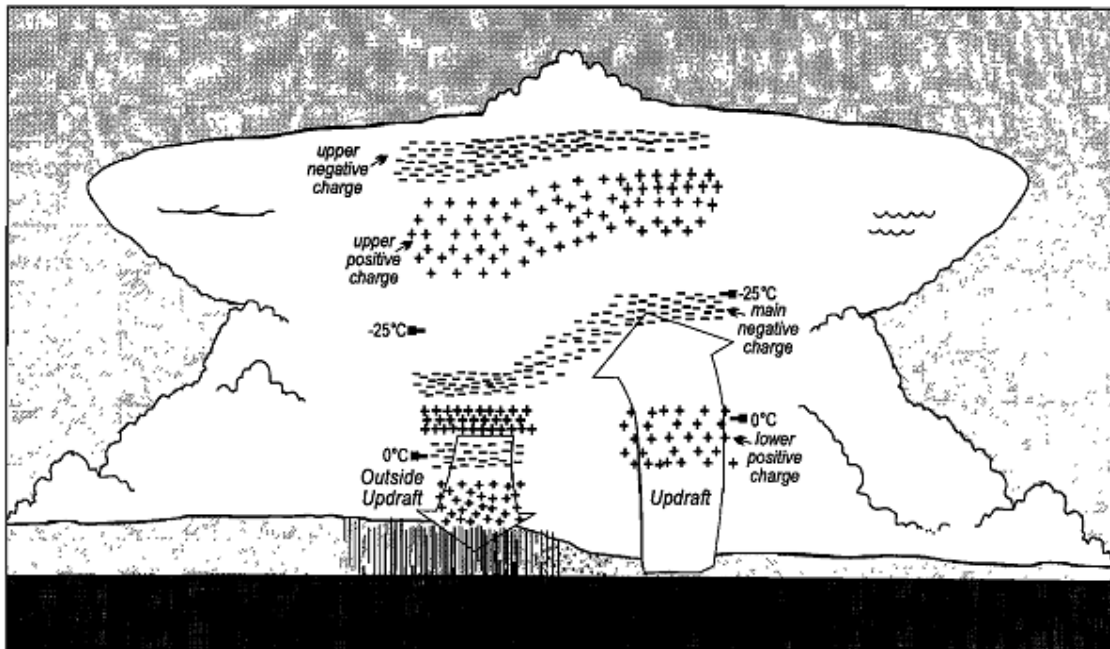 upper
negative
charge
upper
positive
charge
-25°C
main
negative
charge
-25°C
0°C
lower
positive
charge
0°C
Outside
Updraft
Updraft